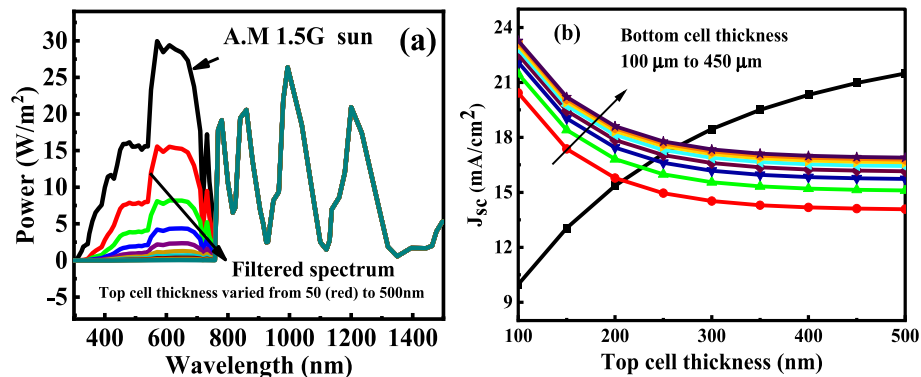 (a)
A.M 1.5G sun
Filtered spectrum
Top cell thickness varied from 50 (red) to 500nm
Power (W/m²)
30
25
20
15
10
5
0
-5
400 600 800 1000 1200 1400
Wavelength (nm)
(b)
Bottom cell thickness
100 μm to 450 μm
Jsc (mA/cm²)
24
21
18
15
12
9
100 200 300 400 500
Top cell thickness (nm)